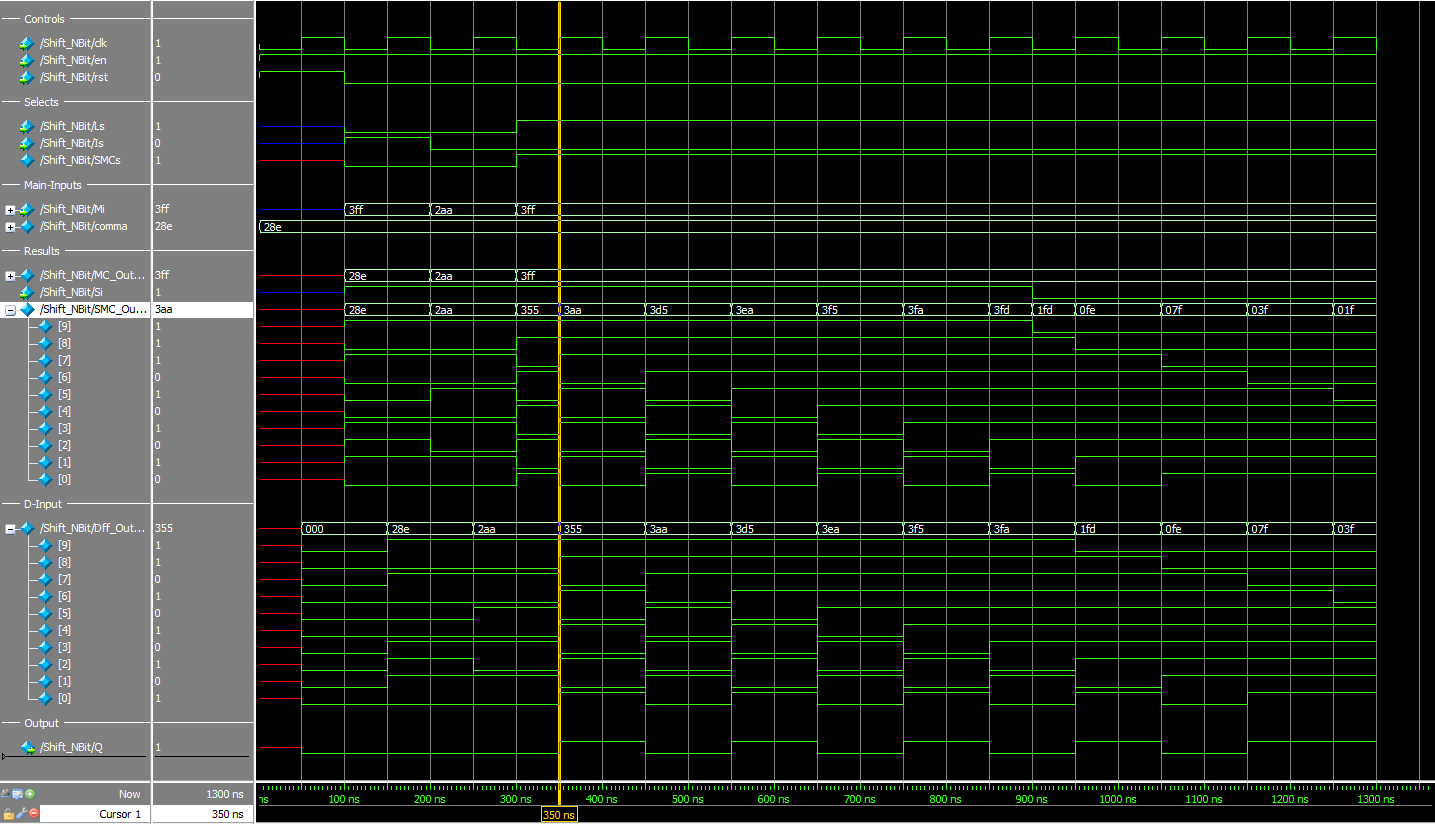 Controls
/Shift_NBit/clk 1
/Shift_NBit/en 1
/Shift_NBit/rst 0
Selects
/Shift_NBit/Ls 1
/Shift_NBit/Is 0
/Shift_NBit/SMCs 1
Main-Inputs
/Shift_NBit/Mi 3ff 3ff 2aa 3ff
/Shift_NBit/comma 28e 28e
Results
/Shift_NBit/MC_Out... 3ff 28e 2aa 3ff
/Shift_NBit/Si 1
/Shift_NBit/SMC_Ou... 3aa 28e 2aa 355 3aa 3d5 3ea 3f5 3fa 3fd 1fd 0fe 07f 03f 01f
[9] 1
[8] 1
[7] 1
[6] 0
[5] 1
[4] 0
[3] 1
[2] 0
[1] 1
[0] 0
D-Input
/Shift_NBit/Dff_Out... 355 000 28e 2aa 355 3aa 3d5 3ea 3f5 3fa 1fd 0fe 07f 03f
[9] 1
[8] 1
[7] 0
[6] 1
[5] 0
[4] 1
[3] 0
[2] 1
[1] 0
[0] 1
Output
/Shift_NBit/Q 1
Now 1300 ns ns 100 ns 200 ns 300 ns 400 ns 500 ns 600 ns 700 ns 800 ns 900 ns 1000 ns 1100 ns 1200 ns 1300 ns
Cursor 1 350 ns 350 ns